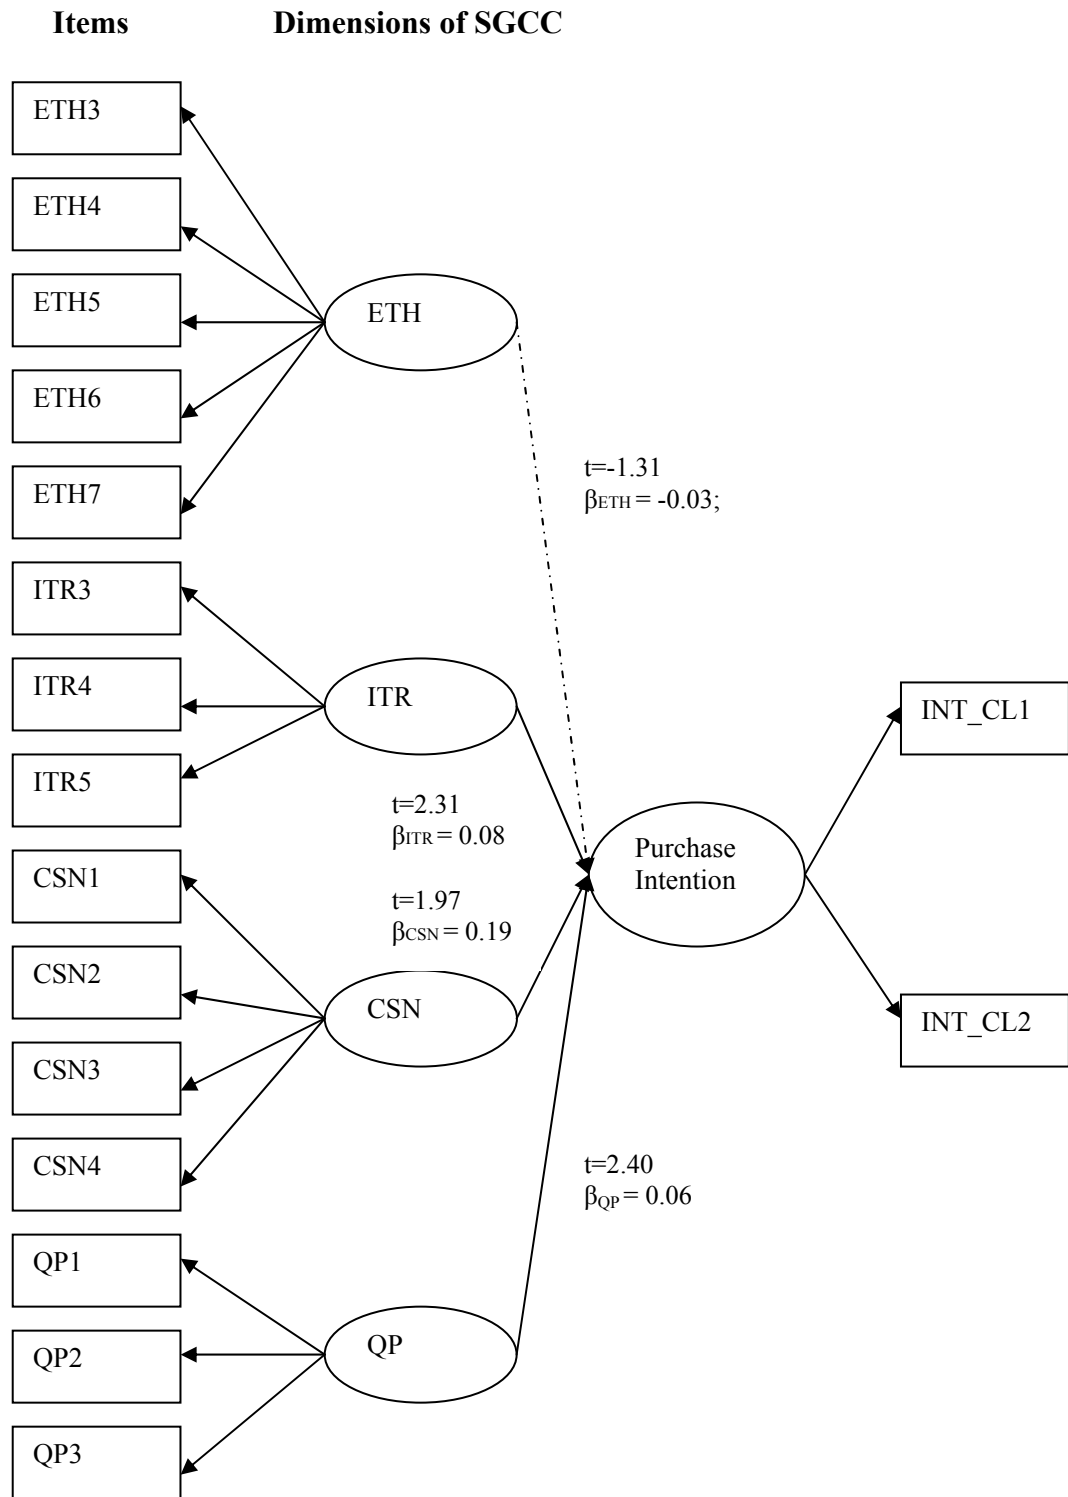 Items
Dimensions of SGCC
ETH3
ETH4
ETH5
ETH6
ETH7
ITR3
ITR4
ITR5
CSN1
CSN2
CSN3
CSN4
QP1
QP2
QP3
ETH
ITR
CSN
QP
t=-1.31
βETH = -0.03;
t=2.31
βITR = 0.08
t=1.97
βCSN = 0.19
t=2.40
βQP = 0.06
Purchase
Intention
INT_CL1
INT_CL2